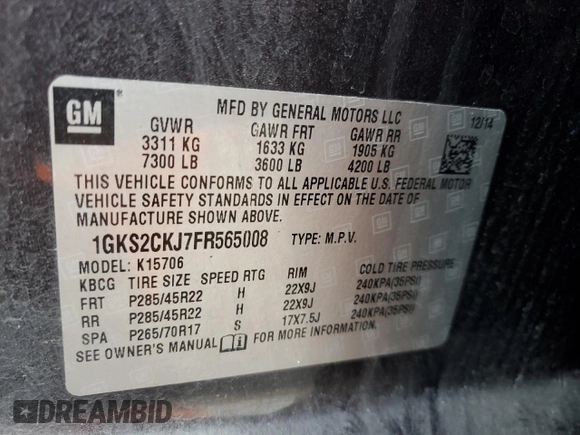 GM
MFD BY GENERAL MOTORS LLC
12/14
GVWR GAWR FRT GAWR RR
3311 KG 1633 KG 1905 KG
7300 LB 3600 LB 4200 LB
THIS VEHICLE CONFORMS TO ALL APPLICABLE U.S. FEDERAL MOTOR
VEHICLE SAFETY STANDARDS IN EFFECT ON THE DATE OF
MANUFACTURE SHOWN ABOVE.
1GKS2CKJ7FR565008 TYPE: M.P.V.
MODEL: K15706
KBCG TIRE SIZE SPEED RTG RIM COLD TIRE PRESSURE
FRT P285/45R22 H 22X9J 240KPA(35PSI)
RR P285/45R22 H 22X9J 240KPA(35PSI)
SPA P265/70R17 S 17X7.5J 240KPA(35PSI)
SEE OWNER'S MANUAL FOR MORE INFORMATION.
DREAMBID